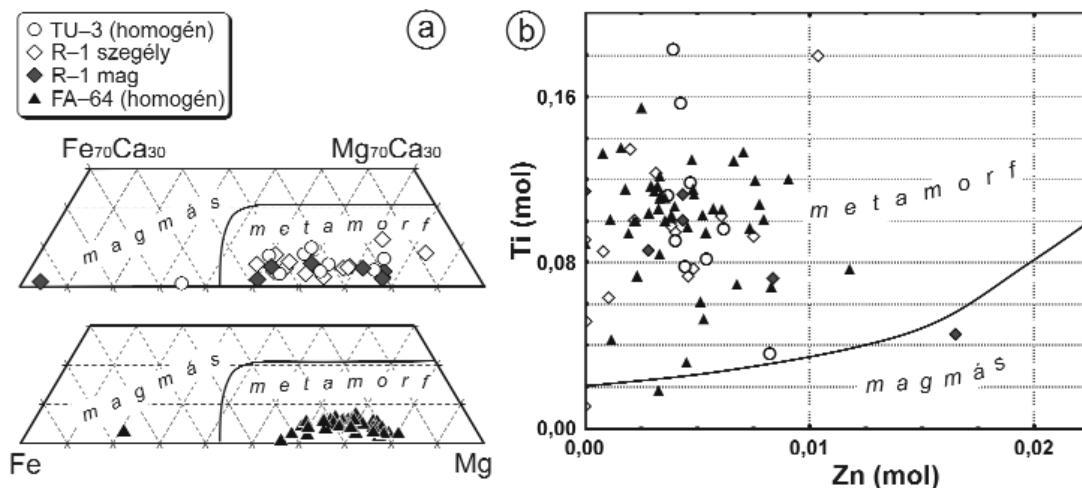 TU–3 (homogén)
R–1 szegély
R–1 mag
FA–64 (homogén)
a
Fe70Ca30
Mg70Ca30
magmás
metamorf
magmás
metamorf
Fe
Mg
b
Ti (mol)
0,16
0,08
0,00
metamorf
magmás
0,00
0,01
0,02
Zn (mol)